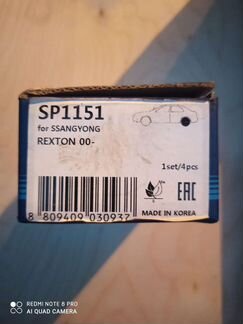 SP1151
for SSANGYONG
REXTON 00-
1set/4pcs
EAC
MADE IN KOREA
8 809409 030937
REDMI NOTE 8 PRO
AI QUAD CAMERA